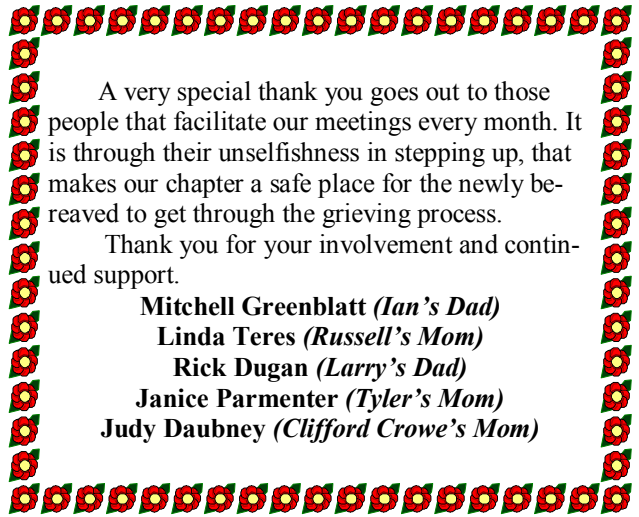 A very special thank you goes out to those
people that facilitate our meetings every month. It
is through their unselfishness in stepping up, that
makes our chapter a safe place for the newly be-
reaved to get through the grieving process.
Thank you for your involvement and contin-
ued support.
Mitchell Greenblatt (Ian’s Dad)
Linda Teres (Russell’s Mom)
Rick Dugan (Larry’s Dad)
Janice Parmenter (Tyler’s Mom)
Judy Daubney (Clifford Crowe’s Mom)